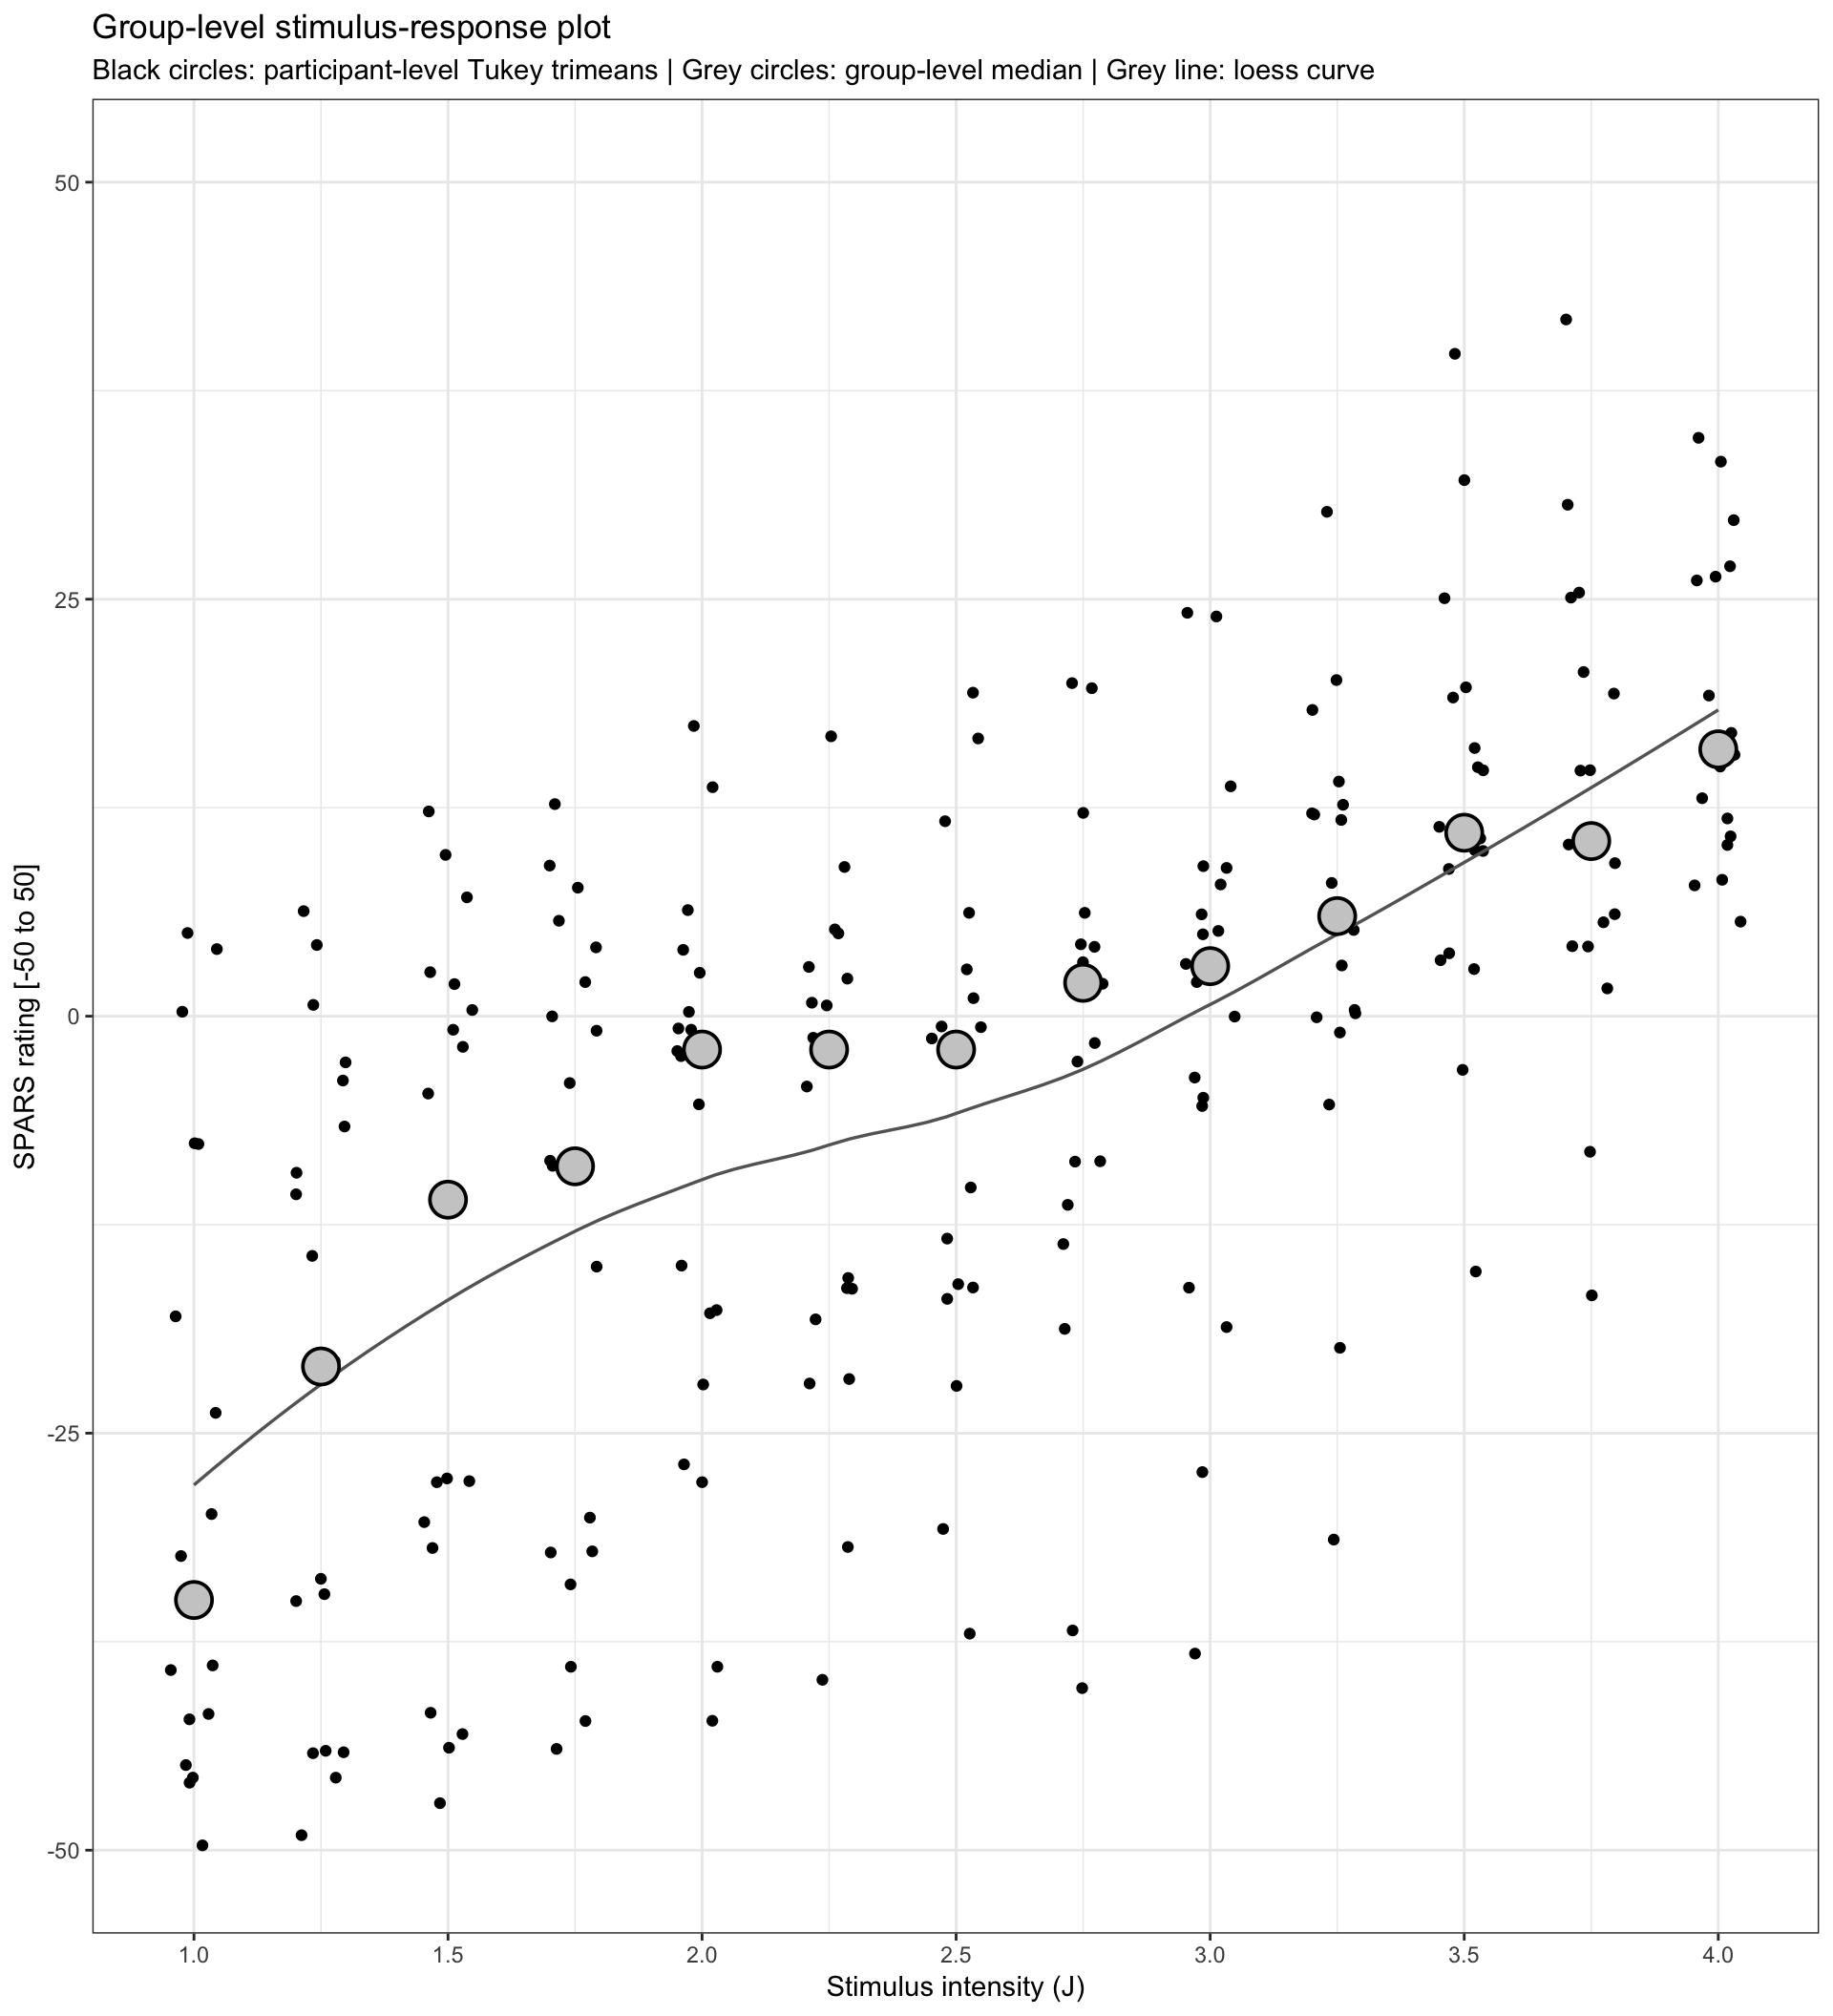 Group-level stimulus-response plot
Black circles: participant-level Tukey trimeans | Grey circles: group-level median | Grey line: loess curve
SPARS rating [-50 to 50]
50
25
0
-25
-50
1.0 1.5 2.0 2.5 3.0 3.5 4.0
Stimulus intensity (J)